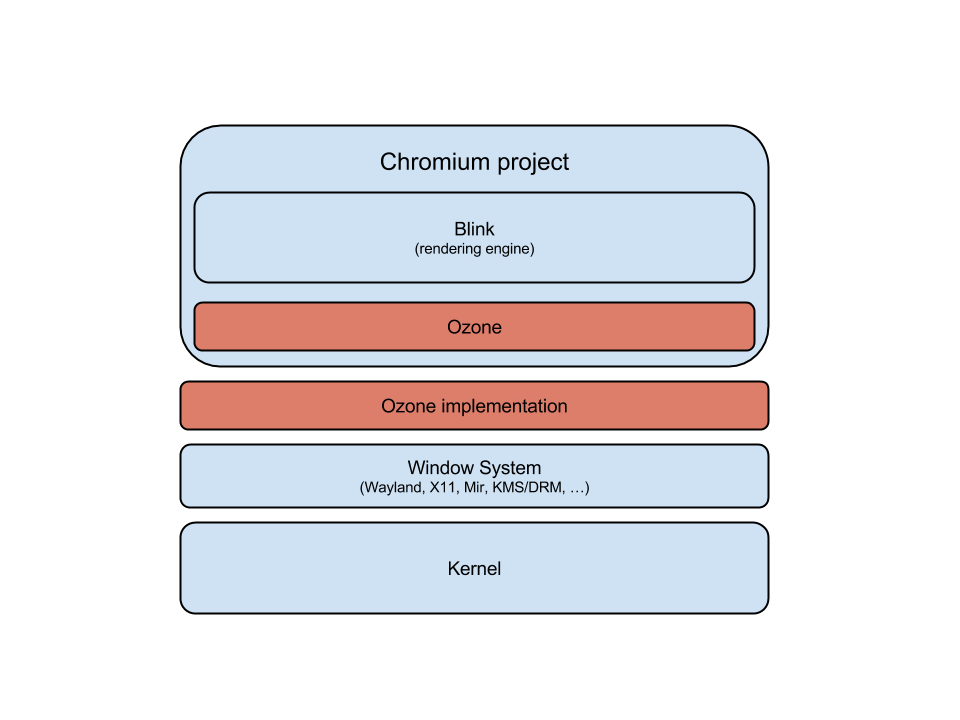 Chromium project
Blink
(rendering engine)
Ozone
Ozone implementation
Window System
(Wayland, X11, Mir, KMS/DRM, …)
Kernel